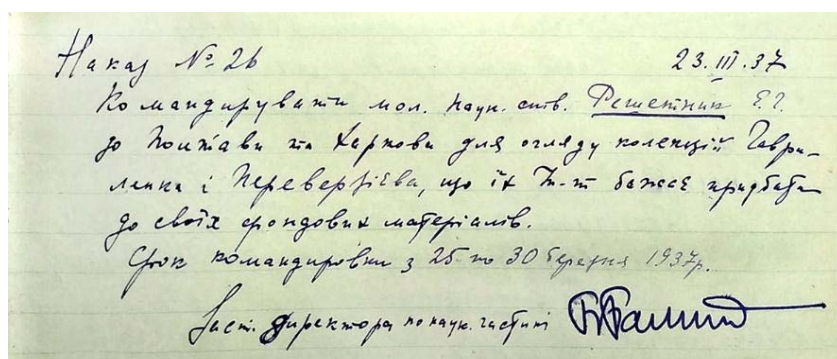 Наказ № 26 23.III.37
Командирувати мол. наук. співр. Решетник Є.Г.
до Полтави та Харкова для огляду колекцій Гаври-
ленка і Переверзієва, що їх Ін-т бажає придбати
до своїх фондових матеріалів.
Срок командировки з 25 по 30 березня 1937р.
Заст. директора по наук. частині